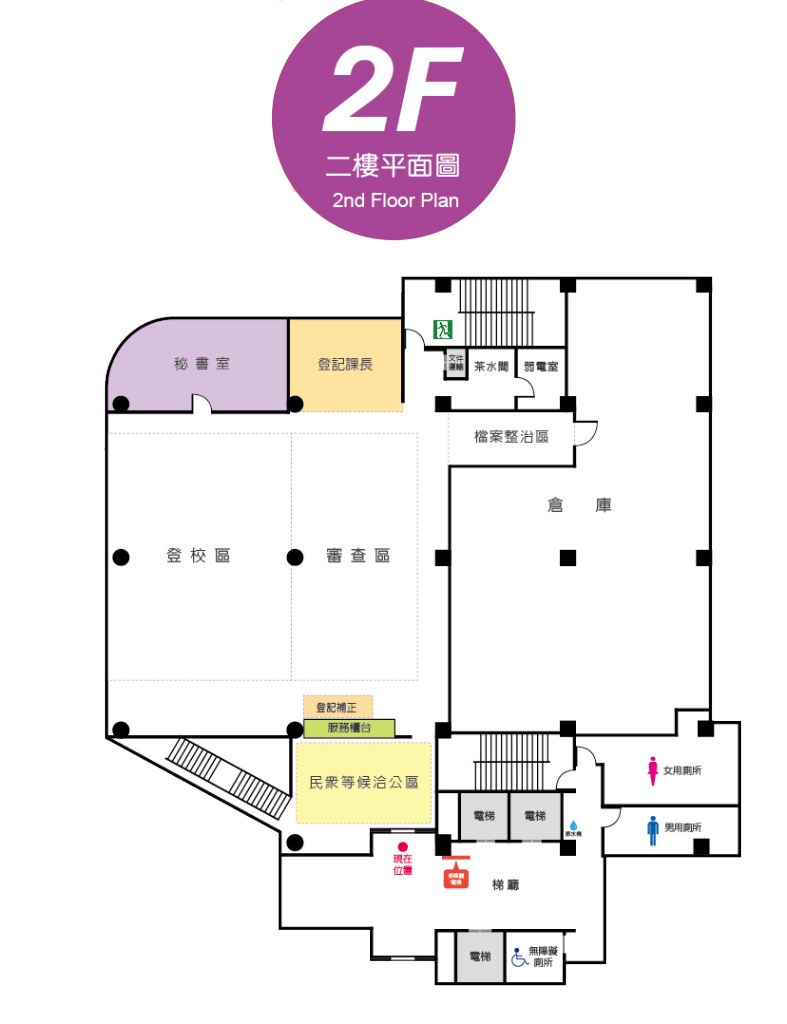 2F
二樓平面圖
2nd Floor Plan
秘書室
登記課長
文件
運輸
茶水間
弱電室
檔案整治區
倉庫
登校區
審查區
登記補正
服務櫃台
民眾等候洽公區
女用廁所
男用廁所
電梯
電梯
飲水機
現在
位置
梯廳
電梯
無障礙
廁所